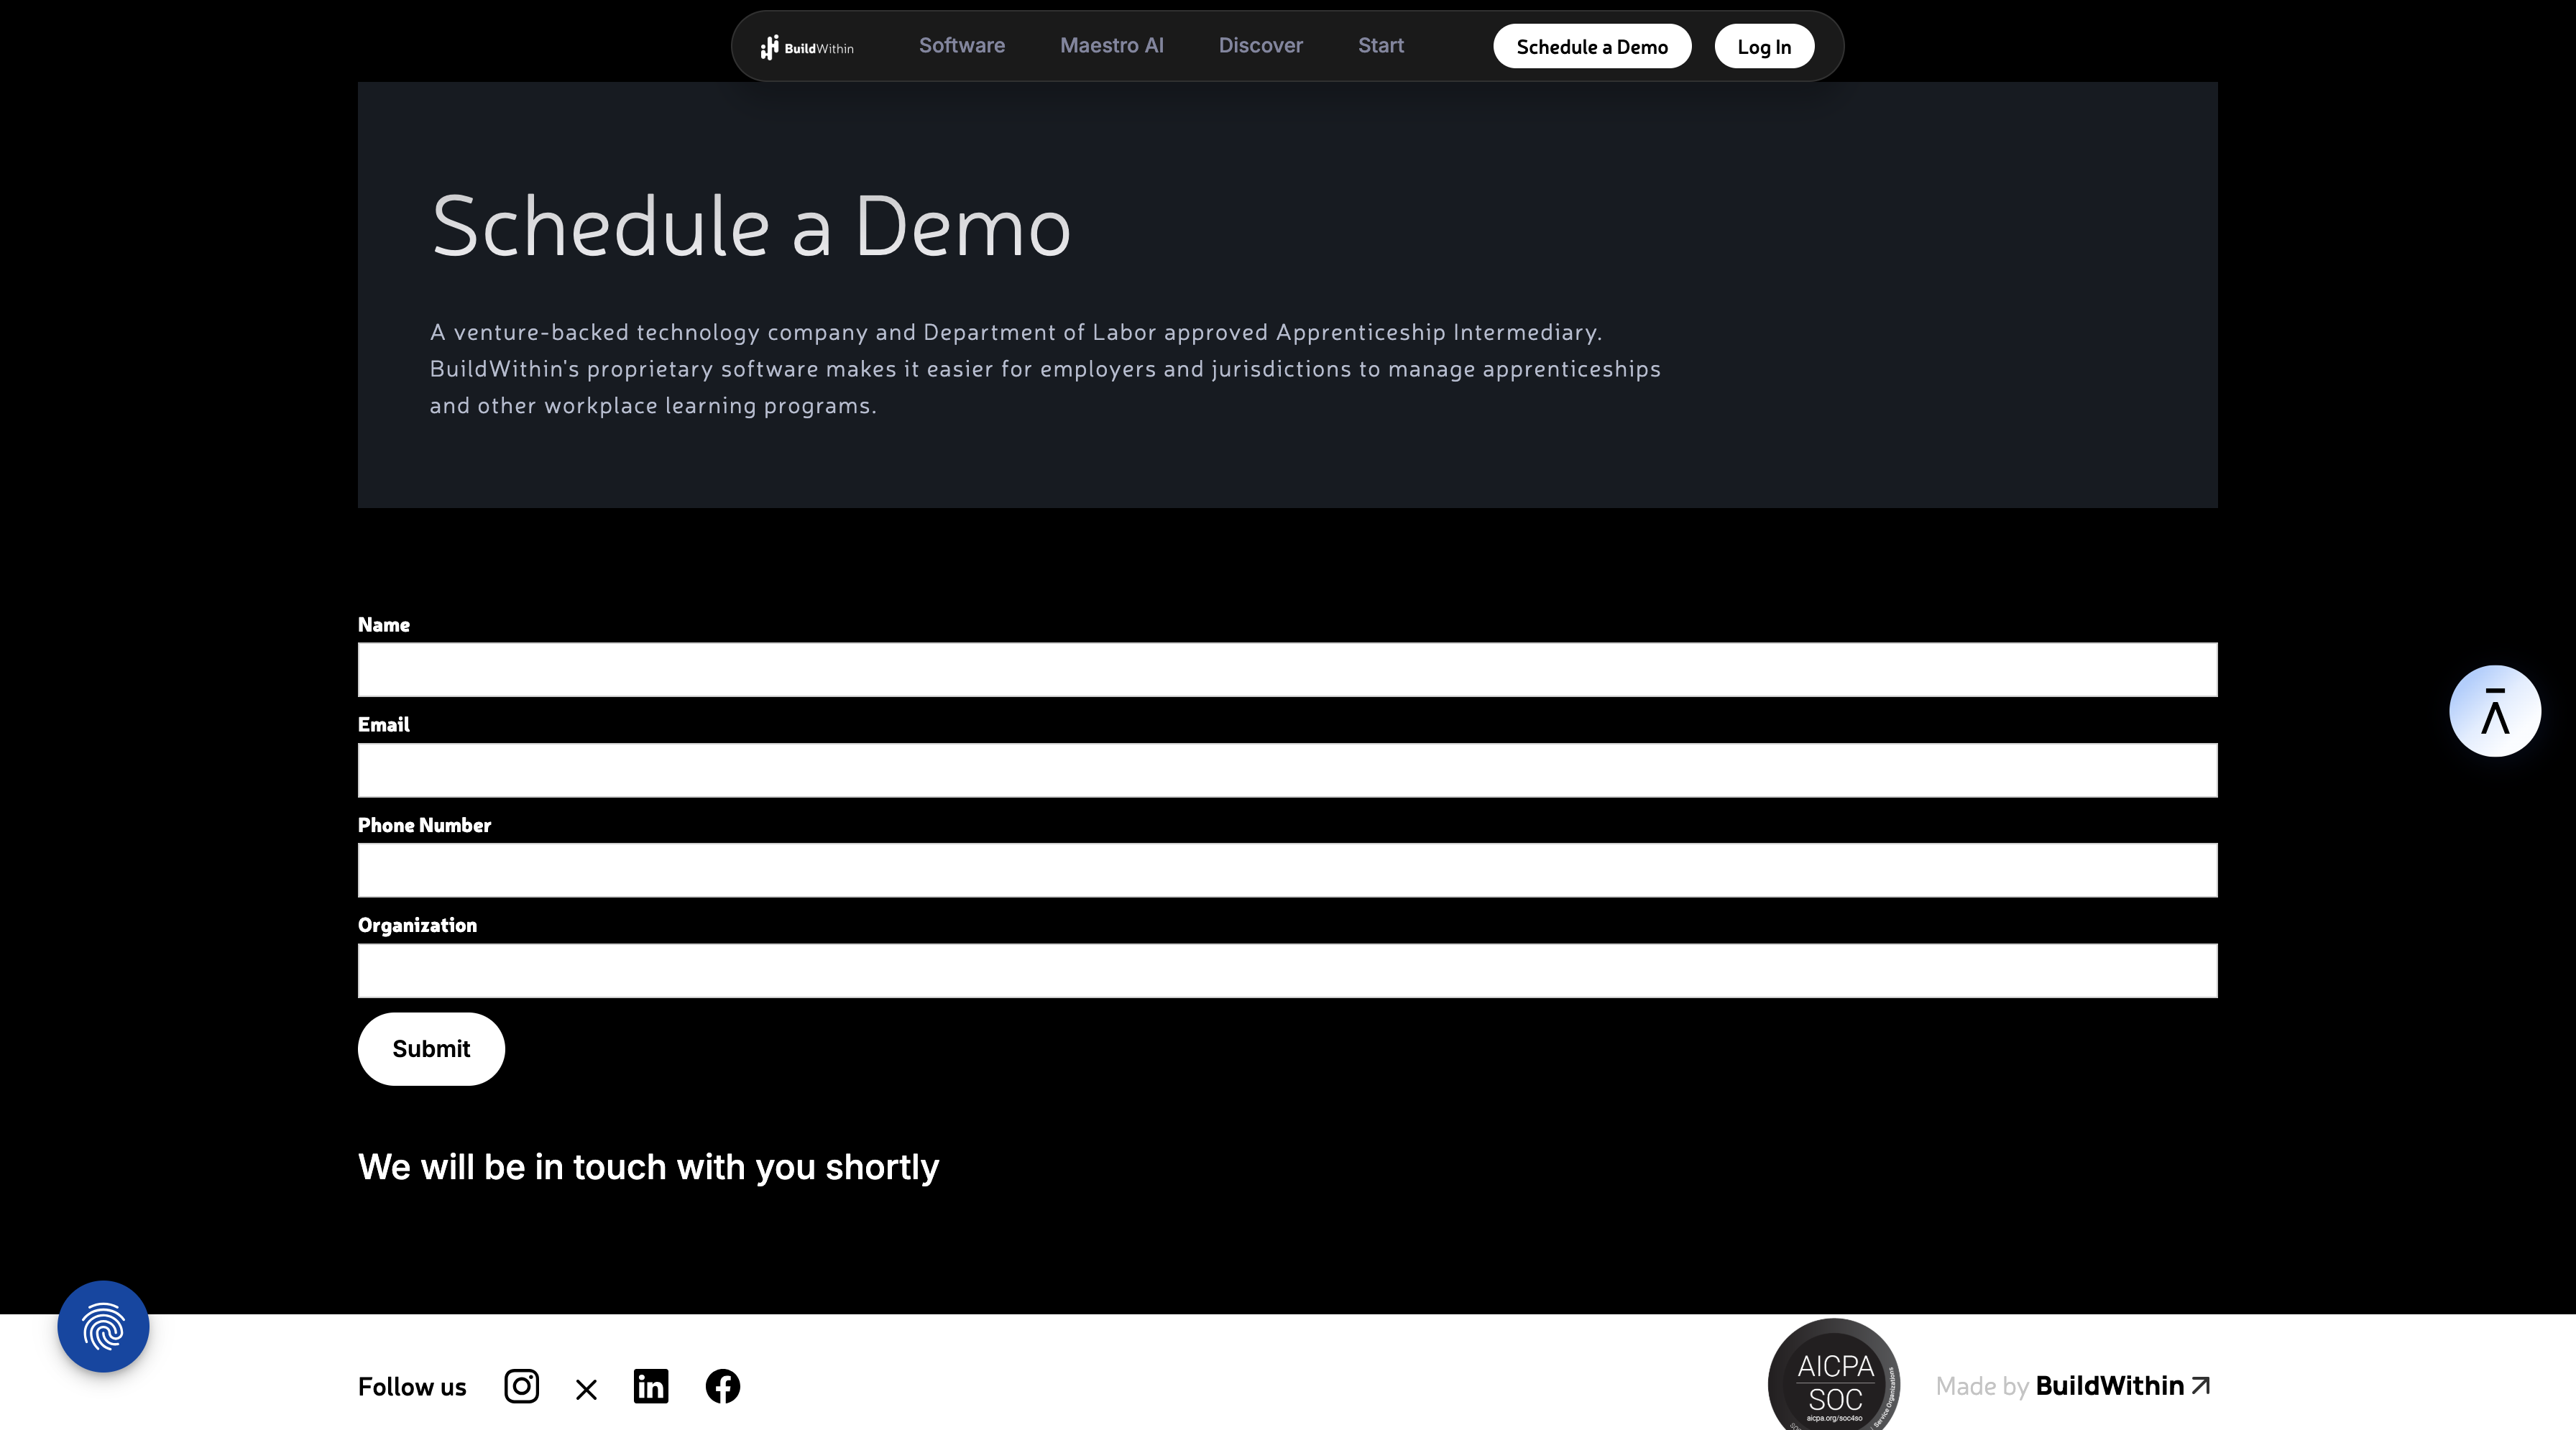 BuildWithin
Software
Maestro AI
Discover
Start
Schedule a Demo
Log In
Schedule a Demo
A venture-backed technology company and Department of Labor approved Apprenticeship Intermediary.
BuildWithin's proprietary software makes it easier for employers and jurisdictions to manage apprenticeships
and other workplace learning programs.
Name
Email
Phone Number
Organization
Submit
We will be in touch with you shortly
Follow us
AICPA
SOC
aicpa.org/soc4so
Service Organizations
Made by BuildWithin